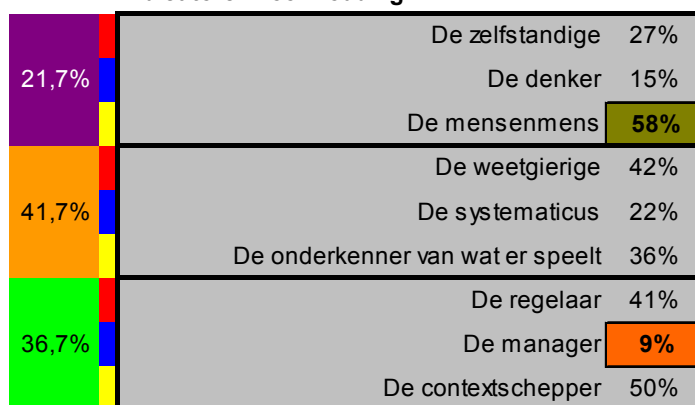 De zelfstandige 27%
21,7% De denker 15%
De mensenmens 58%
De weetgierige 42%
41,7% De systematicus 22%
De onderkenner van wat er speelt 36%
De regelaar 41%
36,7% De manager 9%
De contextschepper 50%